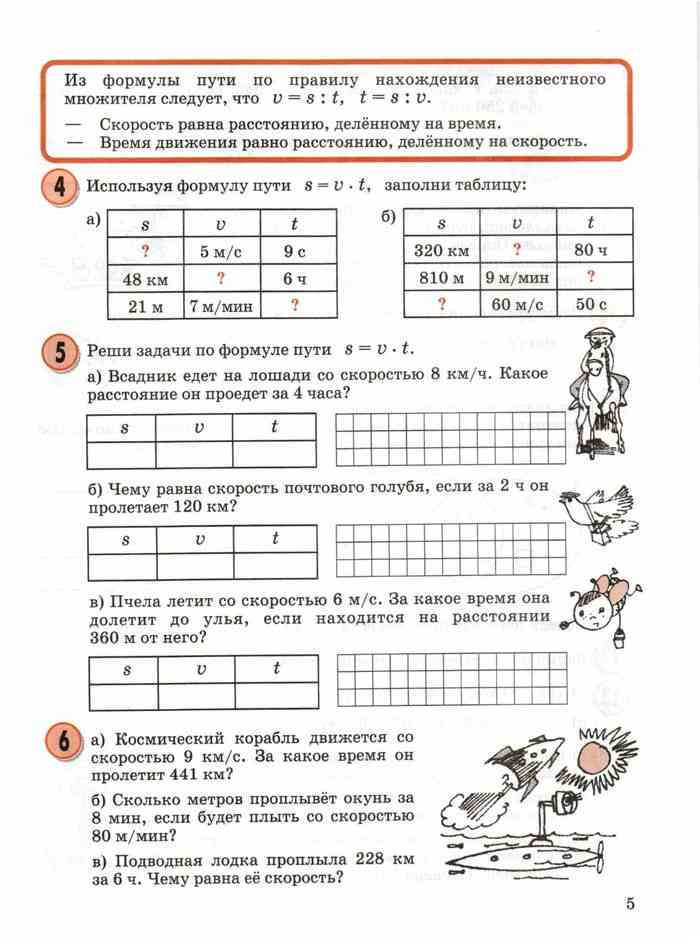 Из формулы пути по правилу нахождения неизвестного
множителя следует, что v = s : t, t = s : v.
— Скорость равна расстоянию, делённому на время.
— Время движения равно расстоянию, делённому на скорость.
4 Используя формулу пути s = v · t, заполни таблицу:
а)
s v t
? 5 м/с 9 с
48 км ? 6 ч
21 м 7 м/мин ?
б)
s v t
320 км ? 80 ч
810 м 9 м/мин ?
? 60 м/с 50 с
5 Реши задачи по формуле пути s = v · t.
а) Всадник едет на лошади со скоростью 8 км/ч. Какое
расстояние он проедет за 4 часа?
s v t
б) Чему равна скорость почтового голубя, если за 2 ч он
пролетает 120 км?
s v t
в) Пчела летит со скоростью 6 м/с. За какое время она
долетит до улья, если находится на расстоянии
360 м от него?
s v t
6 а) Космический корабль движется со
скоростью 9 км/с. За какое время он
пролетит 441 км?
б) Сколько метров проплывёт окунь за
8 мин, если будет плыть со скоростью
80 м/мин?
в) Подводная лодка проплыла 228 км
за 6 ч. Чему равна её скорость?
5